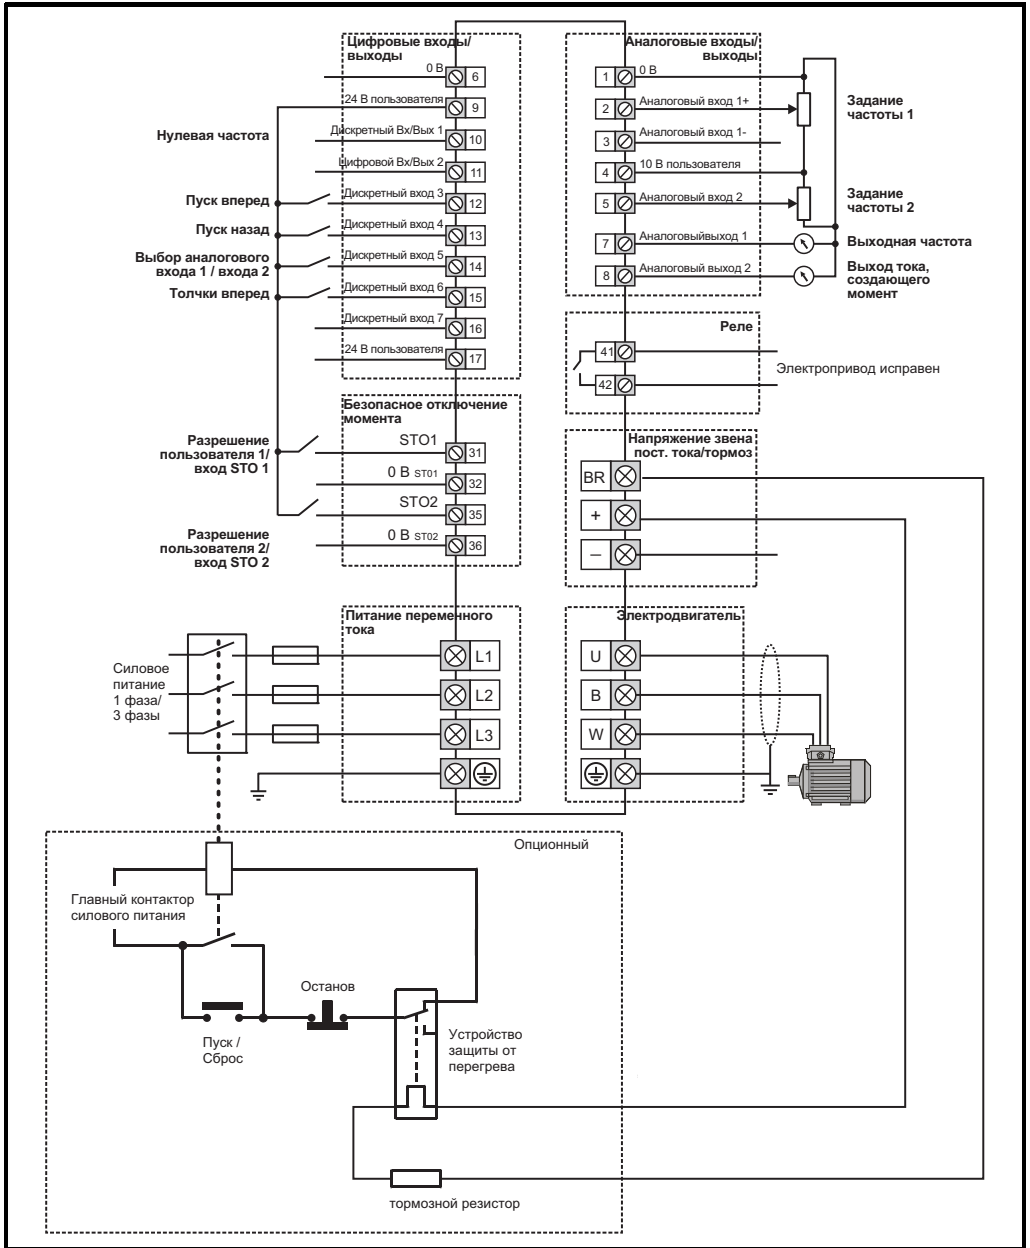 Цифровые входы/
выходы
0 В
6
24 В пользователя
9
Нулевая частота
Дискретный Вх/Вых 1
10
Цифровой Вх/Вых 2
11
Пуск вперед
Дискретный вход 3
12
Пуск назад
Дискретный вход 4
13
Выбор аналогового
входа 1 / входа 2
Дискретный вход 5
14
Толчки вперед
Дискретный вход 6
15
Дискретный вход 7
16
24 В пользователя
17
Аналоговые входы/
выходы
1
0 В
2
Аналоговый вход 1+
Задание
частоты 1
3
Аналоговый вход 1-
4
10 В пользователя
5
Аналоговый вход 2
Задание
частоты 2
7
Аналоговыйвыход 1
Выходная частота
8
Аналоговый выход 2
Выход тока,
создающего
момент
Реле
41
42
Электропривод исправен
Безопасное отключение
момента
Разрешение
пользователя 1/
вход STO 1
STO1
31
0 В ST01
32
STO2
35
Разрешение
пользователя 2/
вход STO 2
0 В ST02
36
Напряжение звена
пост. тока/тормоз
BR
+
–
Питание переменного
тока
Силовое
питание
1 фаза/
3 фазы
L1
L2
L3
Электродвигатель
U
В
W
Опционный
Главный контактор
силового питания
Останов
Пуск /
Сброс
Устройство
защиты от
перегрева
тормозной резистор